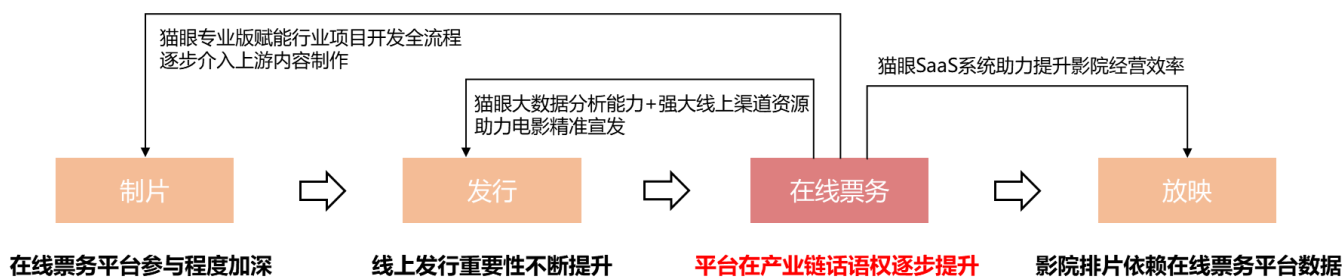 猫眼专业版赋能行业项目开发全流程
逐步介入上游内容制作
猫眼SaaS系统助力提升影院经营效率
猫眼大数据分析能力+强大线上渠道资源
助力电影精准宣发
制片
发行
在线票务
放映
在线票务平台参与程度加深
线上发行重要性不断提升
平台在产业链话语权逐步提升
影院排片依赖在线票务平台数据